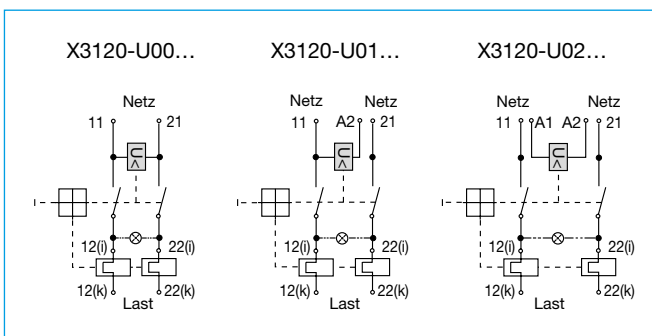 X3120-U00... X3120-U01... X3120-U02...
Netz Netz Netz Netz Netz
11 21 11 A2 21 11 A1 A2 21
U< U< U<
12(i) 22(i) 12(i) 22(i) 12(i) 22(i)
12(k) 22(k) 12(k) 22(k) 12(k) 22(k)
Last Last Last